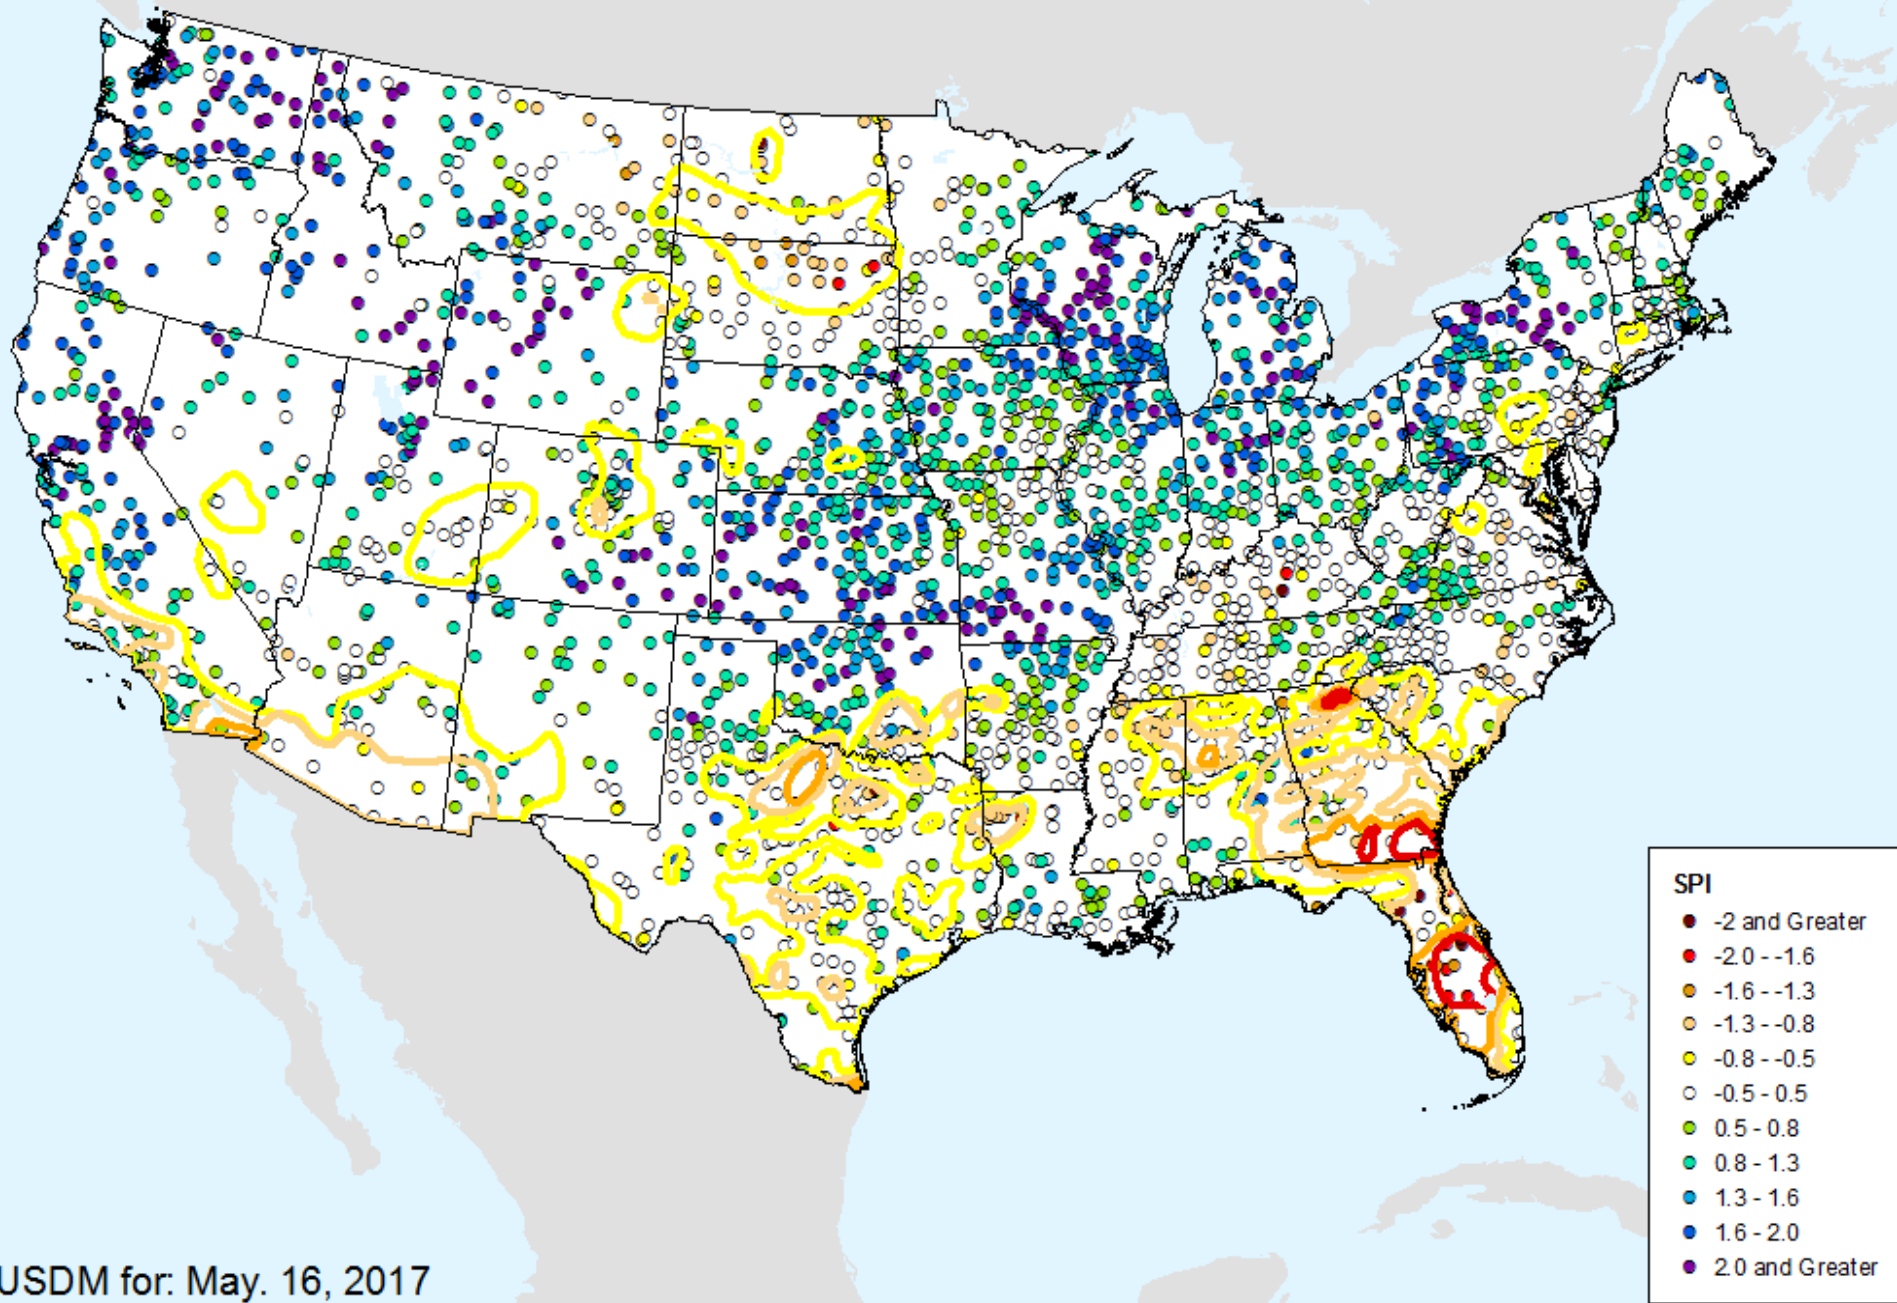 SPI
-2 and Greater
-2.0 - -1.6
-1.6 - -1.3
-1.3 - -0.8
-0.8 - -0.5
-0.5 - 0.5
0.5 - 0.8
0.8 - 1.3
1.3 - 1.6
1.6 - 2.0
2.0 and Greater
USDM for: May. 16, 2017